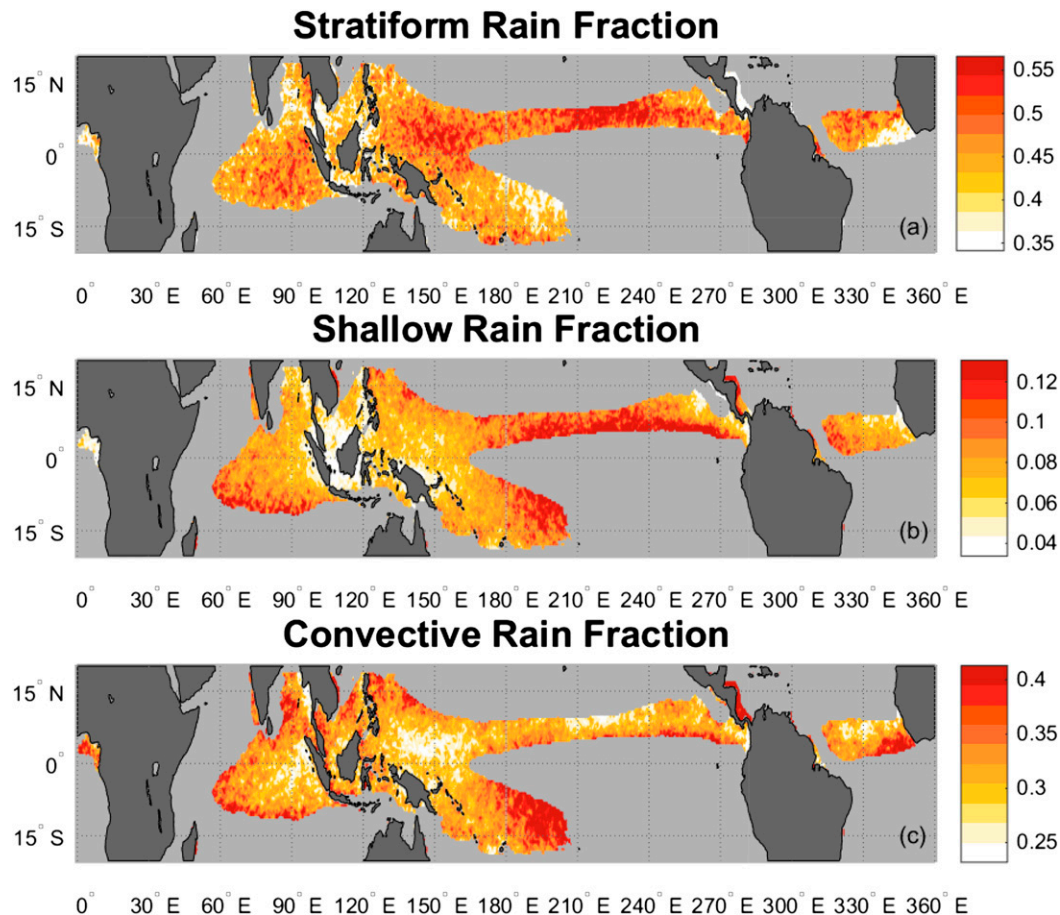 Stratiform Rain Fraction
15° N
0°
15° S
(a)
0.55
0.5
0.45
0.4
0.35
0° 30° E 60° E 90° E 120° E 150° E 180° E 210° E 240° E 270° E 300° E 330° E 360° E
Shallow Rain Fraction
15° N
0°
15° S
(b)
0.12
0.1
0.08
0.06
0.04
0° 30° E 60° E 90° E 120° E 150° E 180° E 210° E 240° E 270° E 300° E 330° E 360° E
Convective Rain Fraction
15° N
0°
15° S
(c)
0.4
0.35
0.3
0.25
0° 30° E 60° E 90° E 120° E 150° E 180° E 210° E 240° E 270° E 300° E 330° E 360° E